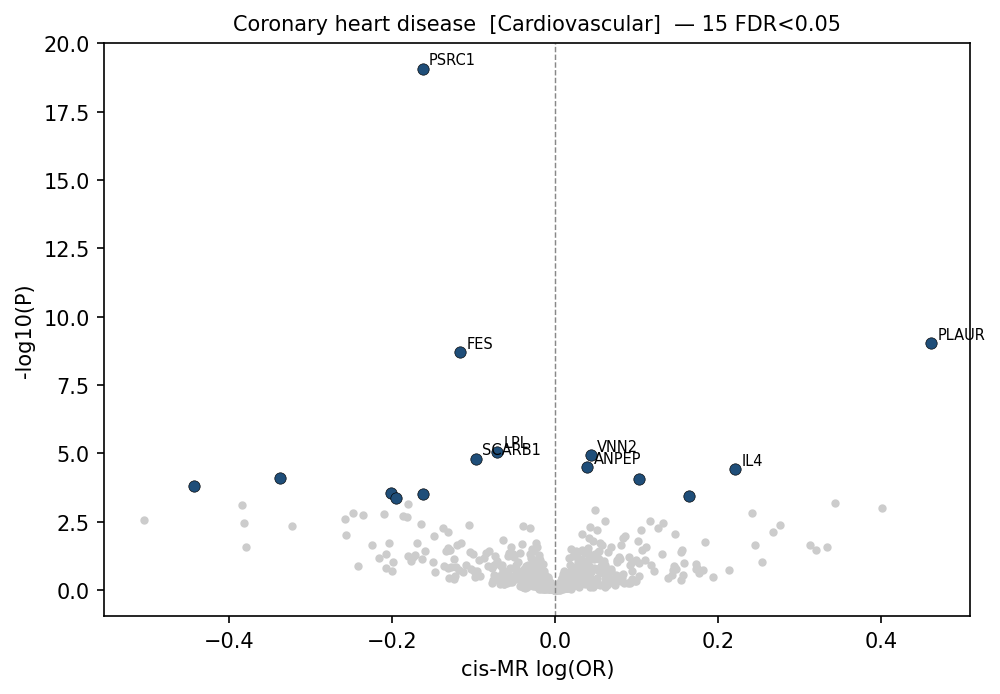 Coronary heart disease [Cardiovascular] — 15 FDR<0.05
20.0
17.5
15.0
12.5
10.0
7.5
5.0
2.5
0.0
-log10(P)
PSRC1
PLAUR
FES
LPL
SCARB1
VNN2
ANPEP
IL4
−0.4
−0.2
0.0
0.2
0.4
cis-MR log(OR)